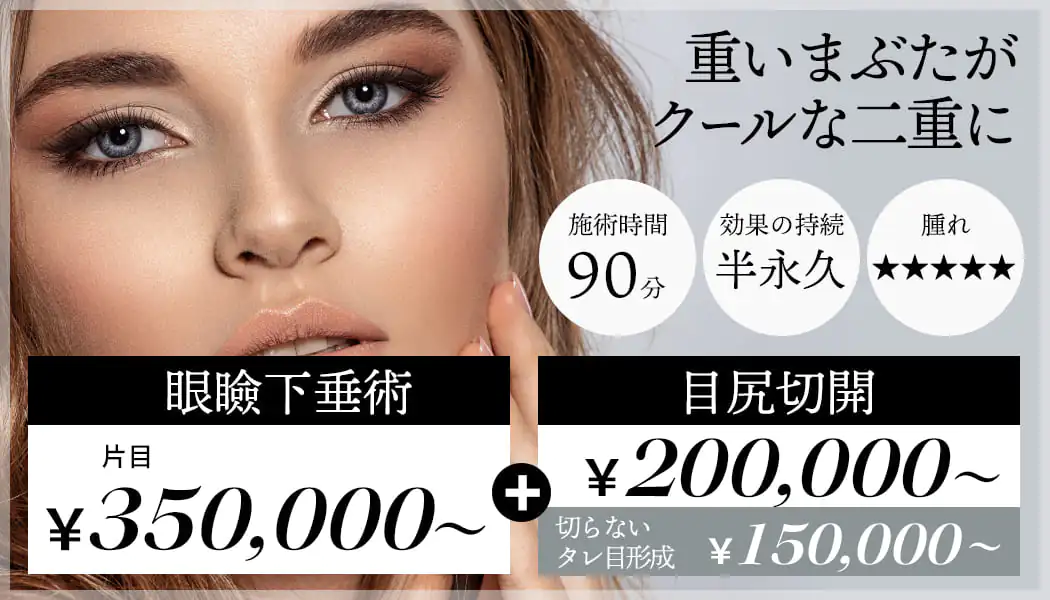 重いまぶたが
クールな二重に
施術時間
90分
効果の持続
半永久
腫れ
★★★★★
眼瞼下垂術
片目
¥350,000~
+
目尻切開
¥200,000~
切らない
タレ目形成
¥150,000~